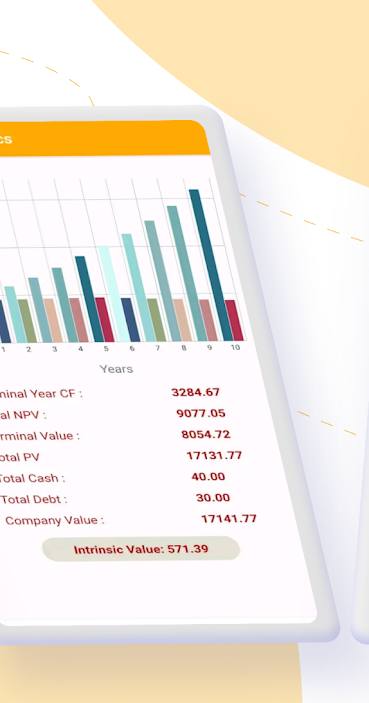 cs
1 2 3 4 5 6 7 8 9 10
Years
minal Year CF : 3284.67
al NPV : 9077.05
rminal Value : 8054.72
otal PV 17131.77
Total Cash : 40.00
Total Debt : 30.00
Company Value : 17141.77
Intrinsic Value: 571.39